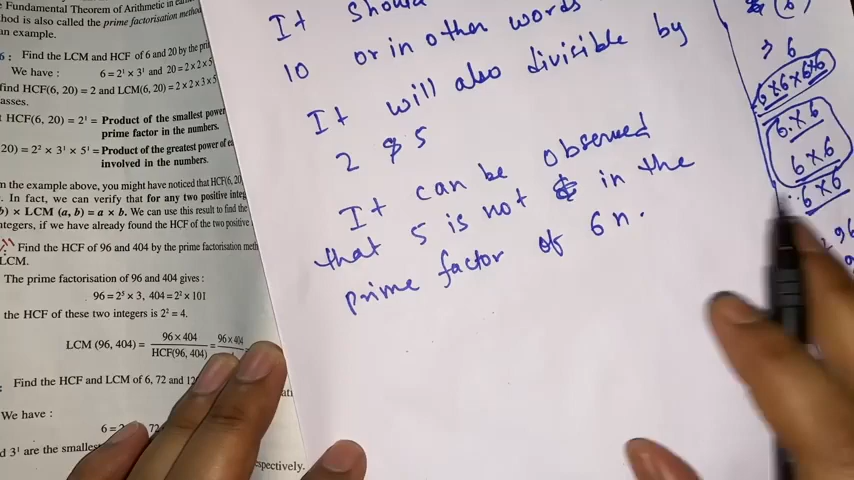 Fundamental Theorem of Arithmetic in
hod is also called the prime factorisation method
an example.
6 : Find the LCM and HCF of 6 and 20 by the
We have : 6 = 2¹ × 3¹ and 20 = 2 × 2 × 5
find HCF(6, 20) = 2 and LCM(6, 20) = 2 × 2 × 3 × 5
asses.
HCF(6, 20) = 2¹ = Product of the smallest power
prime factor in the numbers.
20) = 2² × 3¹ × 5¹ = Product of the greatest power of
involved in the numbers.
m the example above, you might have noticed that HCF(6, 20)
. In fact, we can verify that for any two positive
b) × LCM (a, b) = a × b. We can use this result to find the
integers, if we have already found the HCF of the two positive
Find the HCF of 96 and 404 by the prime factorisation
LCM.
The prime factorisation of 96 and 404 gives :
96 = 2⁵ × 3, 404 = 2² × 101
the HCF of these two integers is 2² = 4.
LCM (96, 404) = 96 × 404 / HCF(96, 404) = 96 × 404
Find the HCF and LCM of 6, 72 and
We have :
6 = 72
d 3¹ are the smallest
espectively.
It should
10 or in other words
It will also divisible by
2 & 5
It can be observed
that 5 is not in the
prime factor of 6n.
6
6×6×6×6
6×6
6×6
6×6